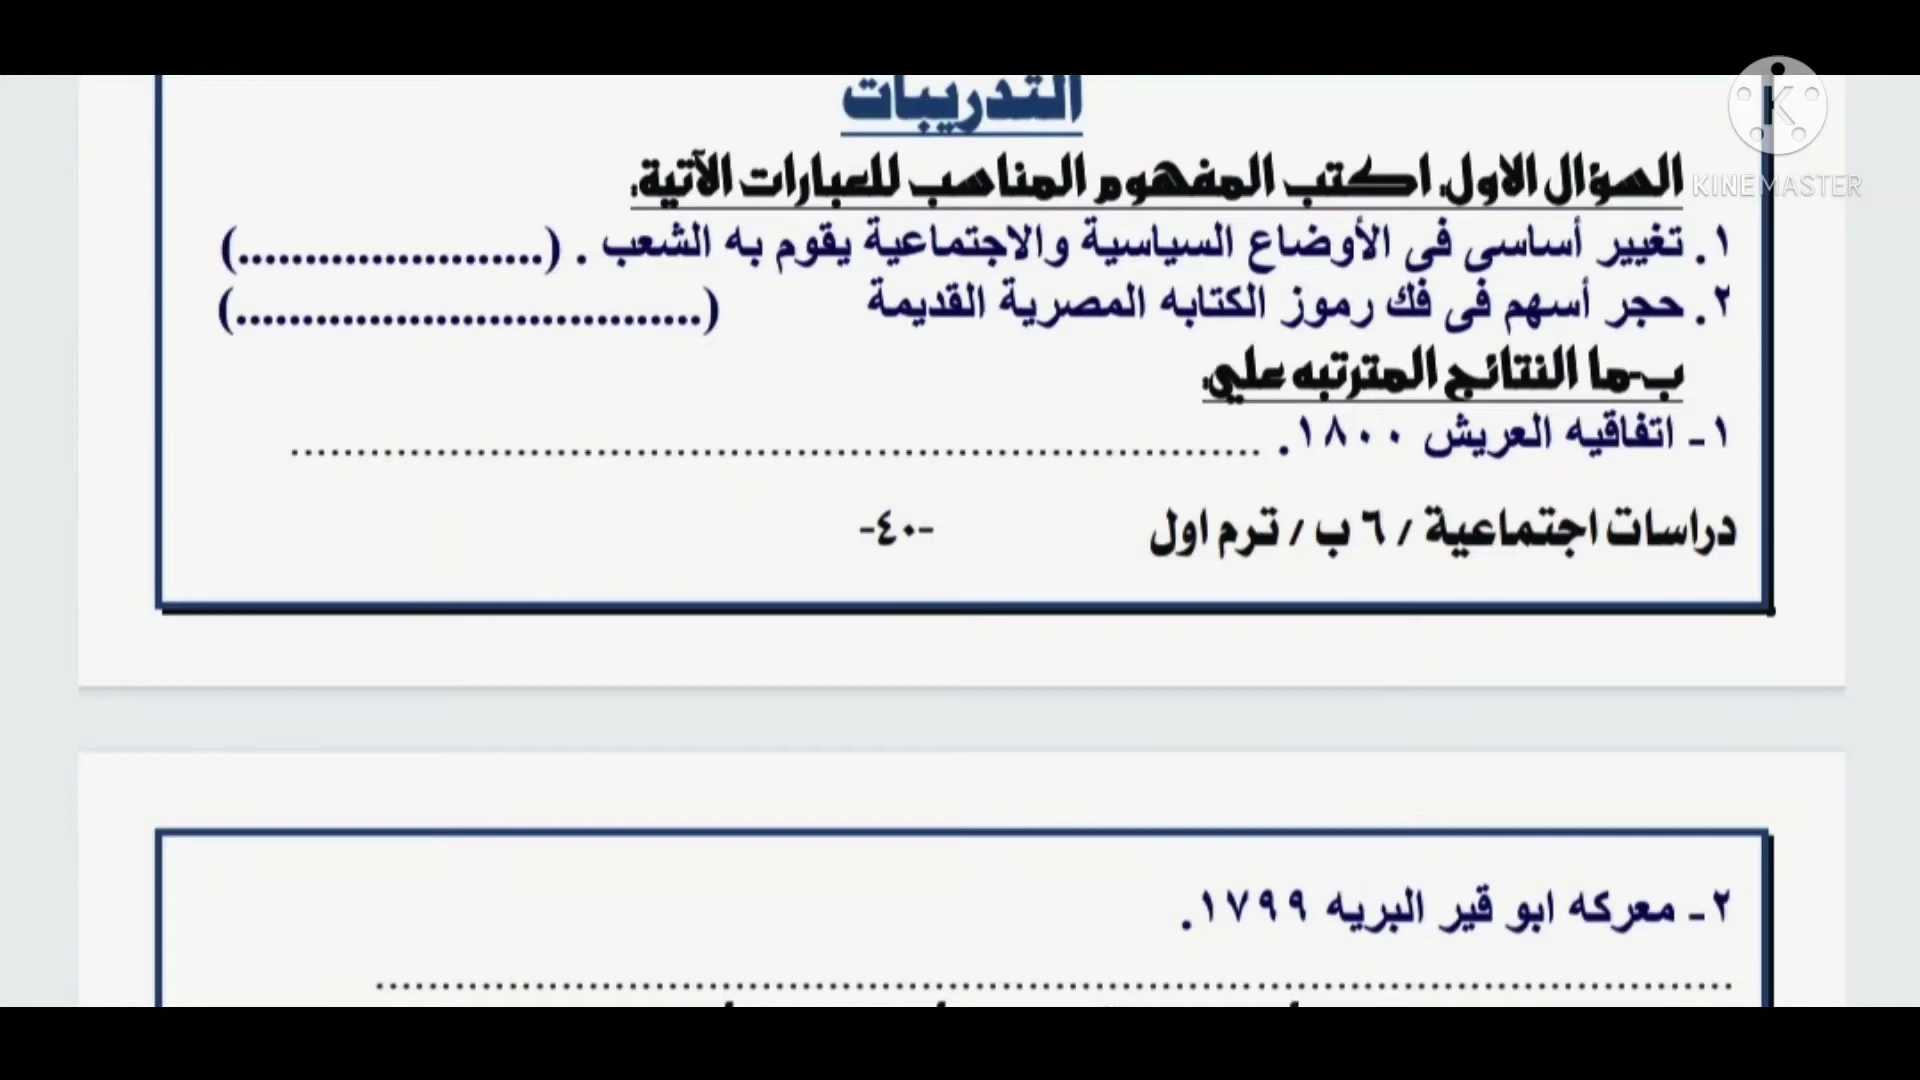 التدريبات
السؤال الاول: اكتب المفهوم المناسب للعبارات الآتية:
KINEMASTER
١. تغيير أساسى فى الأوضاع السياسية والاجتماعية يقوم به الشعب . (.......................)
٢. حجر أسهم فى فك رموز الكتابه المصرية القديمة (...................................)
ب-ما النتائج المترتبه علي:
١- اتفاقيه العريش ١٨٠٠. ..........................................................................
دراسات اجتماعية / ٦ ب / ترم اول -٤٠-
٢- معركه ابو قير البريه ١٧٩٩.
.......................................................................................................